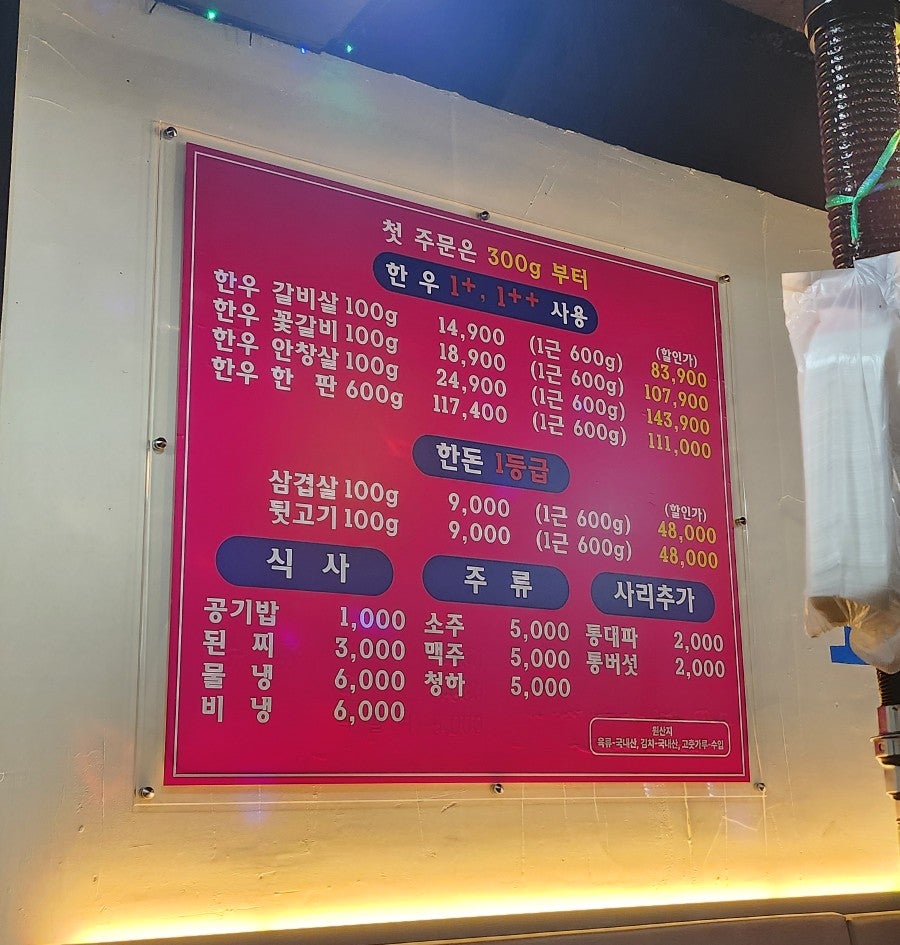 첫 주문은 300g 부터
한 우 1+, 1++ 사용
(할인가)
한우 갈비살 100g 14,900 (1근 600g) 83,900
한우 꽃갈비 100g 18,900 (1근 600g) 107,900
한우 안창살 100g 24,900 (1근 600g) 143,900
한우 한 판 600g 117,400 (1근 600g) 111,000
한돈 1등급
(할인가)
삼겹살 100g 9,000 (1근 600g) 48,000
뒷고기 100g 9,000 (1근 600g) 48,000
식 사
공기밥 1,000
된 찌 3,000
물 냉 6,000
비 냉 6,000
주 류
소주 5,000
맥주 5,000
청하 5,000
사리추가
통대파 2,000
통버섯 2,000
원산지
육류-국내산, 김치-국내산, 고춧가루-수입